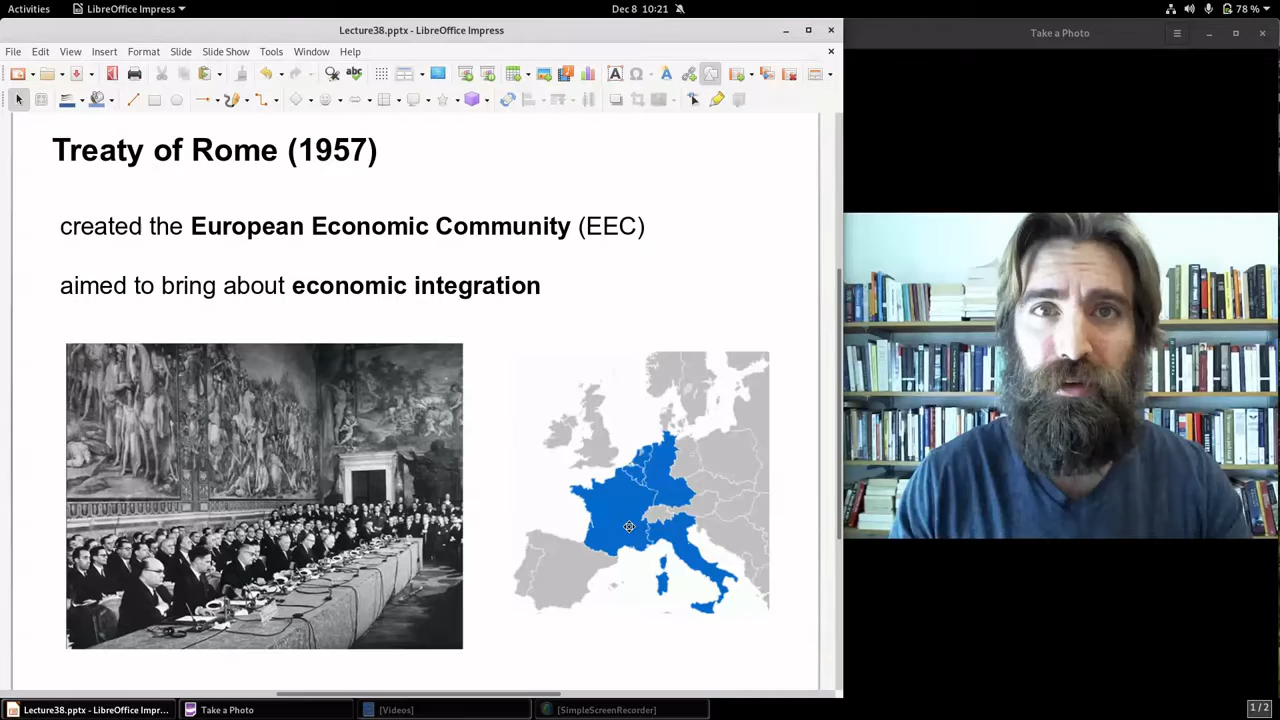 Activities LibreOffice Impress Dec 8 10:21 78 %
Lecture38.pptx - LibreOffice Impress
Take a Photo
File Edit View Insert Format Slide Slide Show Tools Window Help
abc
Treaty of Rome (1957)
created the European Economic Community (EEC)
aimed to bring about economic integration
Lecture38.pptx - LibreOffice Impr...
Take a Photo
[Videos]
[SimpleScreenRecorder]
1 / 2